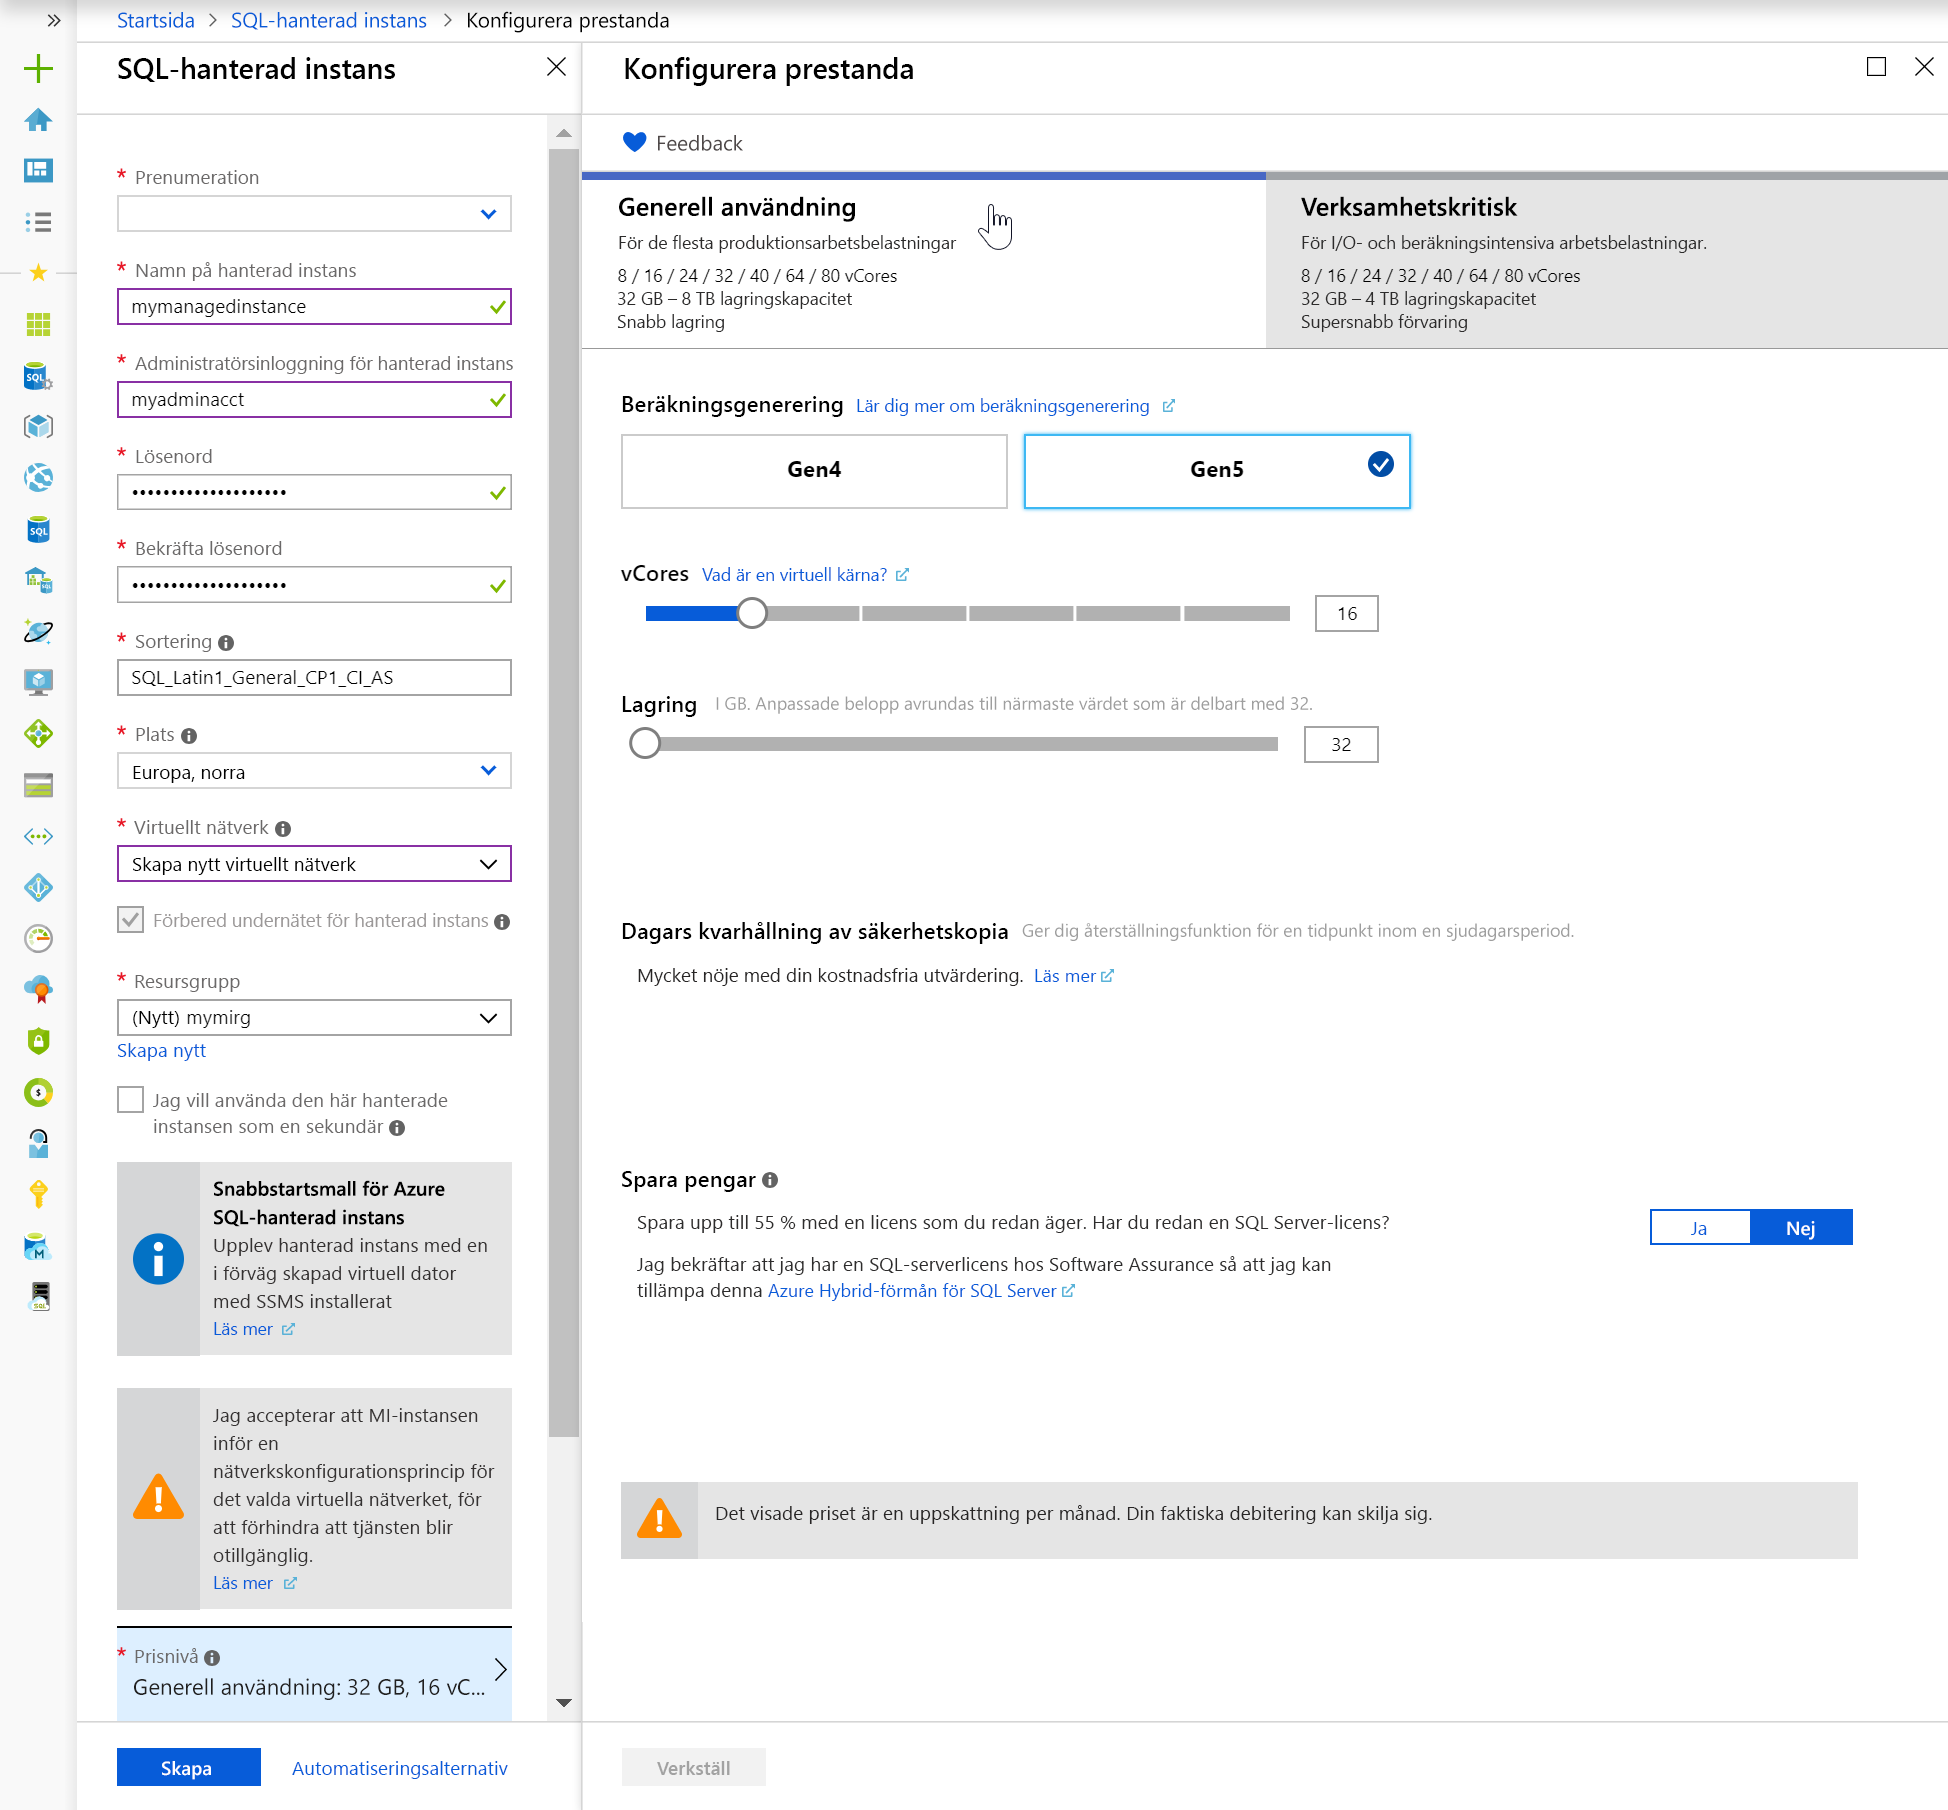 Startsida > SQL-hanterad instans > Konfigurera prestanda
SQL-hanterad instans
* Prenumeration
* Namn på hanterad instans
mymanagedinstance
* Administratörsinloggning för hanterad instans
myadminacct
* Lösenord
••••••••••••••••••••
* Bekräfta lösenord
••••••••••••••••••••
* Sortering
SQL_Latin1_General_CP1_CI_AS
* Plats
Europa, norra
* Virtuellt nätverk
Skapa nytt virtuellt nätverk
Förbered undernätet för hanterad instans
* Resursgrupp
(Nytt) mymirg
Skapa nytt
Jag vill använda den här hanterade
instansen som en sekundär
Snabbstartsmall för Azure
SQL-hanterad instans
Upplev hanterad instans med en
i förväg skapad virtuell dator
med SSMS installerat
Läs mer
Jag accepterar att MI-instansen
inför en
nätverkskonfigurationsprincip för
det valda virtuella nätverket, för
att förhindra att tjänsten blir
otillgänglig.
Läs mer
* Prisnivå
Generell användning: 32 GB, 16 vC...
Skapa
Automatiseringsalternativ
Konfigurera prestanda
Feedback
Generell användning
För de flesta produktionsarbetsbelastningar
8 / 16 / 24 / 32 / 40 / 64 / 80 vCores
32 GB – 8 TB lagringskapacitet
Snabb lagring
Verksamhetskritisk
För I/O- och beräkningsintensiva arbetsbelastningar.
8 / 16 / 24 / 32 / 40 / 64 / 80 vCores
32 GB – 4 TB lagringskapacitet
Supersnabb förvaring
Beräkningsgenerering Lär dig mer om beräkningsgenerering
Gen4
Gen5
vCores Vad är en virtuell kärna?
16
Lagring I GB. Anpassade belopp avrundas till närmaste värdet som är delbart med 32.
32
Dagars kvarhållning av säkerhetskopia Ger dig återställningsfunktion för en tidpunkt inom en sjudagarsperiod.
Mycket nöje med din kostnadsfria utvärdering. Läs mer
Spara pengar
Spara upp till 55 % med en licens som du redan äger. Har du redan en SQL Server-licens?
Ja
Nej
Jag bekräftar att jag har en SQL-serverlicens hos Software Assurance så att jag kan
tillämpa denna Azure Hybrid-förmån för SQL Server
Det visade priset är en uppskattning per månad. Din faktiska debitering kan skilja sig.
Verkställ